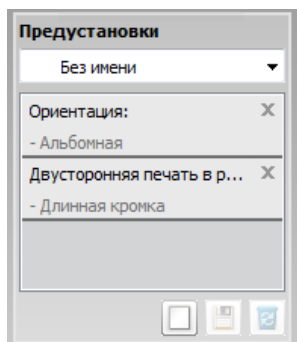 Предустановки
Без имени
Ориентация:
- Альбомная
Двусторонняя печать в р...
- Длинная кромка